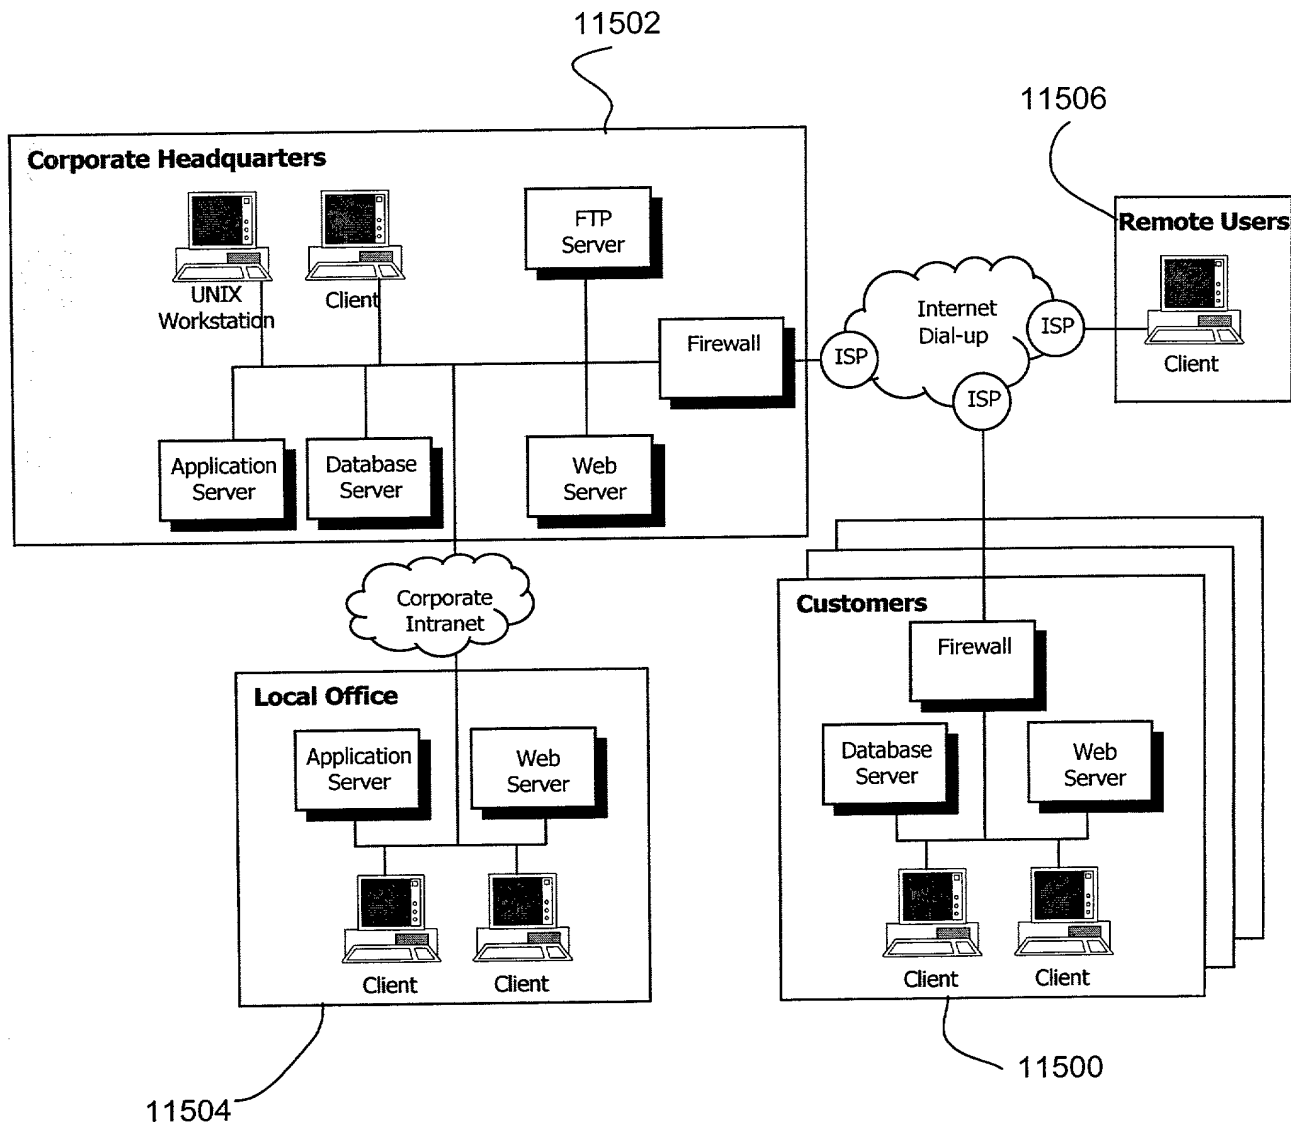 11502
11506
Corporate Headquarters
FTP
Server
Remote Users
UNIX
Workstation
Client
Internet
Dial-up
ISP
ISP
ISP
Client
Firewall
Application
Server
Database
Server
Web
Server
Corporate
Intranet
Customers
Firewall
Local Office
Application
Server
Web
Server
Database
Server
Web
Server
Client
Client
Client
Client
11500
11504